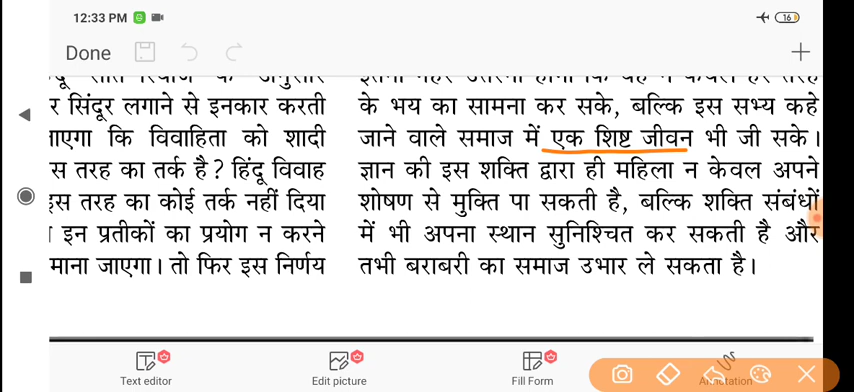 12:33 PM
16
Done
र सिंदूर लगाने से इनकार करती
ाएगा कि विवाहिता को शादी
स तरह का तर्क है? हिंदू विवाह
इस तरह का कोई तर्क नहीं दिया
इन प्रतीकों का प्रयोग न करने
माना जाएगा। तो फिर इस निर्णय
के भय का सामना कर सके, बल्कि इस सभ्य कहे
जाने वाले समाज में एक शिष्ट जीवन भी जी सके।
ज्ञान की इस शक्ति द्वारा ही महिला न केवल अपने
शोषण से मुक्ति पा सकती है, बल्कि शक्ति संबंधों
में भी अपना स्थान सुनिश्चित कर सकती है और
तभी बराबरी का समाज उभार ले सकता है।
Text editor
Edit picture
Fill Form
Annotation